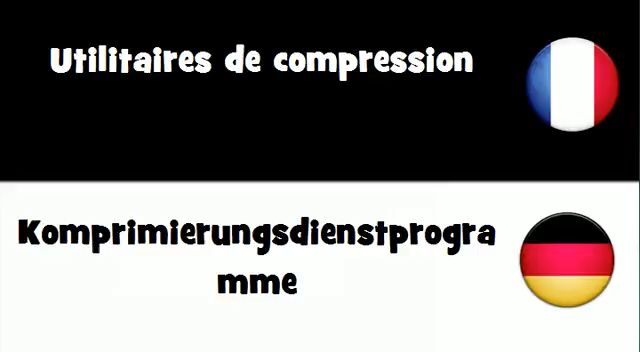 Utilitaires de compression
Komprimierungsdienstprogra
mme